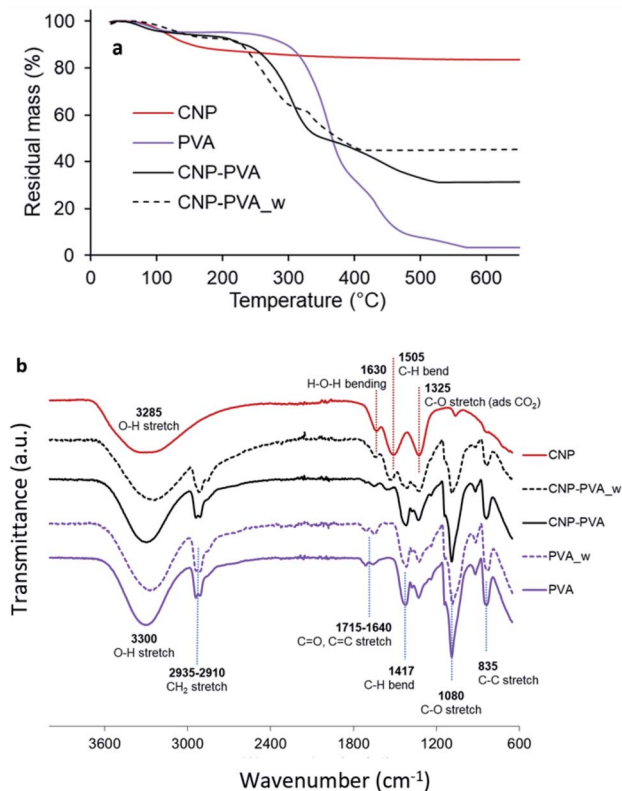 a
Residual mass (%)
100
80
60
40
20
0
CNP
PVA
CNP-PVA
CNP-PVA_w
0 100 200 300 400 500 600
Temperature (°C)
b
Transmittance (a.u.)
3285
O-H stretch
1630
H-O-H bending
1505
C-H bend
1325
C-O stretch (ads CO₂)
CNP
CNP-PVA_w
CNP-PVA
PVA_w
PVA
3300
O-H stretch
2935-2910
CH₂ stretch
1715-1640
C=O, C=C stretch
1417
C-H bend
1080
C-O stretch
835
C-C stretch
3600 3000 2400 1800 1200 600
Wavenumber (cm⁻¹)